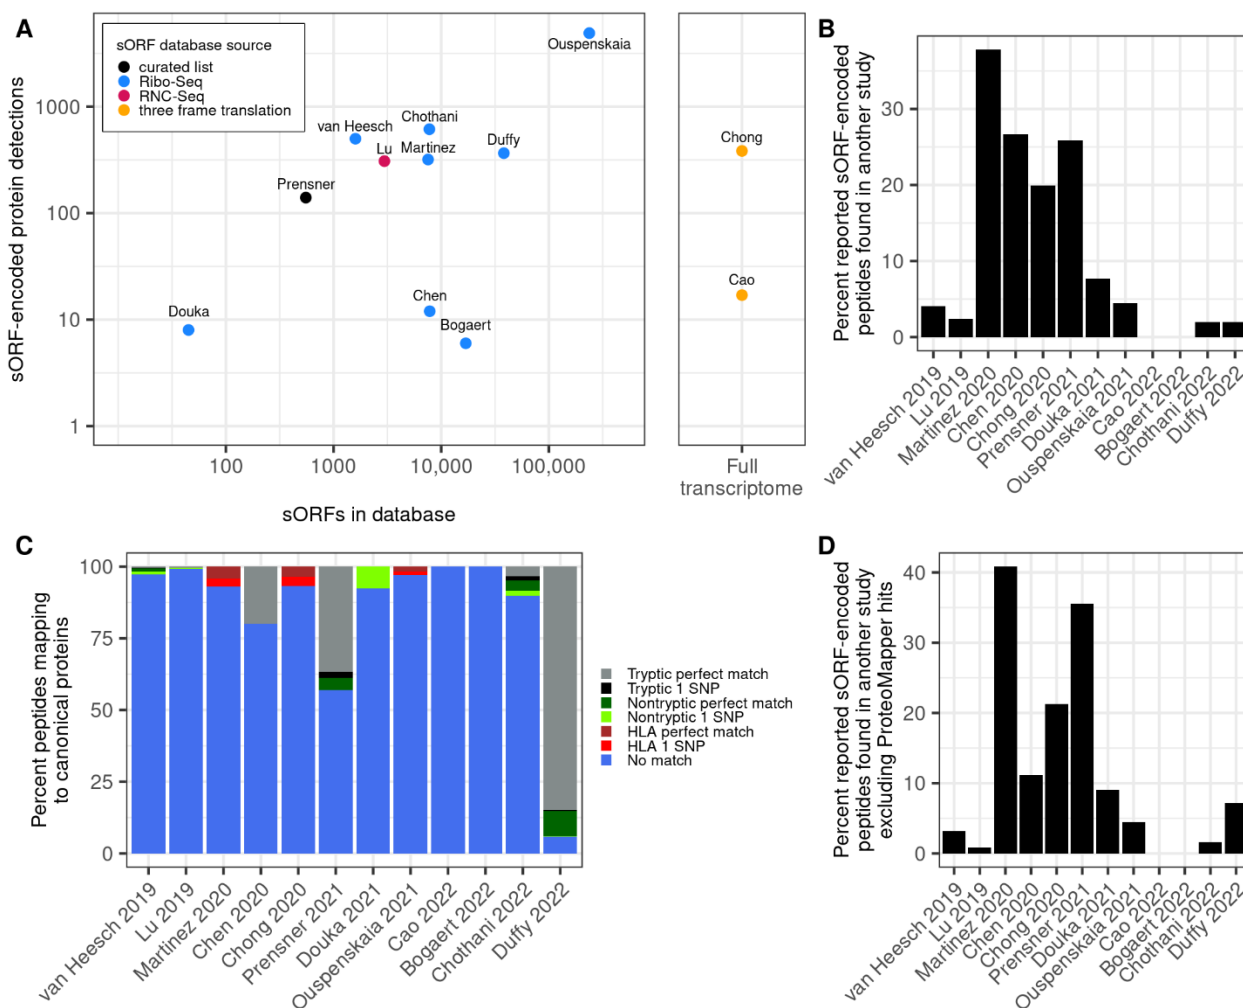 A
sORF database source
curated list
Ribo-Seq
RNC-Seq
three frame translation
Ouspenskaia
van Heesch
Chothani
Lu
Martinez
Duffy
Prensner
Douka
Chen
Bogaert
Chong
Cao
1000
100
10
1
sORF-encoded protein detections
100
1000
10,000
100,000
Full
transcriptome
sORFs in database
B
Percent reported sORF-encoded
peptides found in another study
30
20
10
0
van Heesch 2019
Lu 2019
Martinez 2020
Chen 2020
Chong 2020
Prensner 2021
Douka 2021
Ouspenskaia 2021
Cao 2022
Bogaert 2022
Chothani 2022
Duffy 2022
C
Percent peptides mapping
to canonical proteins
100
75
50
25
0
van Heesch 2019
Lu 2019
Martinez 2020
Chen 2020
Chong 2020
Prensner 2021
Douka 2021
Ouspenskaia 2021
Cao 2022
Bogaert 2022
Chothani 2022
Duffy 2022
Tryptic perfect match
Tryptic 1 SNP
Nontryptic perfect match
Nontryptic 1 SNP
HLA perfect match
HLA 1 SNP
No match
D
Percent reported sORF-encoded
peptides found in another study
excluding ProteoMapper hits
40
30
20
10
0
van Heesch 2019
Lu 2019
Martinez 2020
Chen 2020
Chong 2020
Prensner 2021
Douka 2021
Ouspenskaia 2021
Cao 2022
Bogaert 2022
Chothani 2022
Duffy 2022